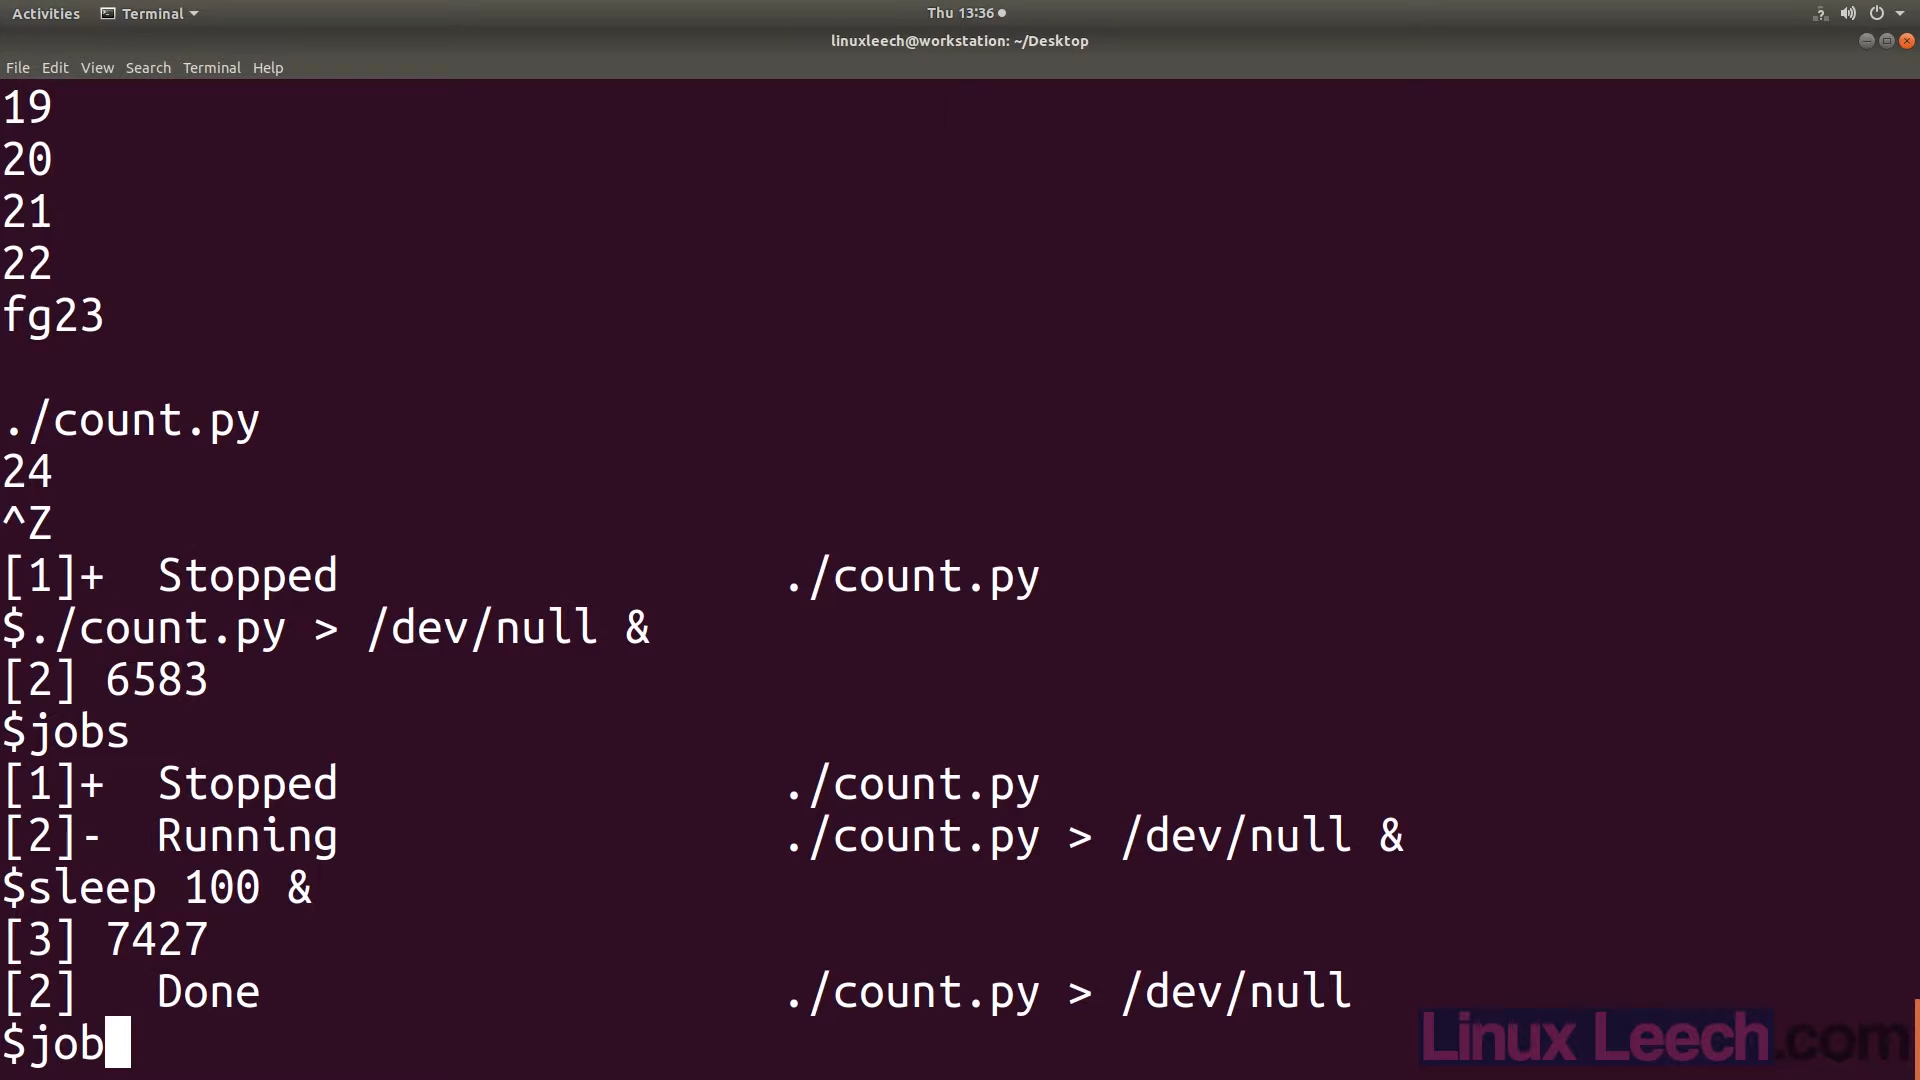 Activities Terminal Thu 13:36
linuxleech@workstation: ~/Desktop
File Edit View Search Terminal Help
19
20
21
22
fg23
./count.py
24
^Z
[1]+  Stopped                 ./count.py
$./count.py > /dev/null &
[2] 6583
$jobs
[1]+  Stopped                 ./count.py
[2]-  Running                 ./count.py > /dev/null &
$sleep 100 &
[3] 7427
[2]   Done                    ./count.py > /dev/null
$job
Linux Leech.com